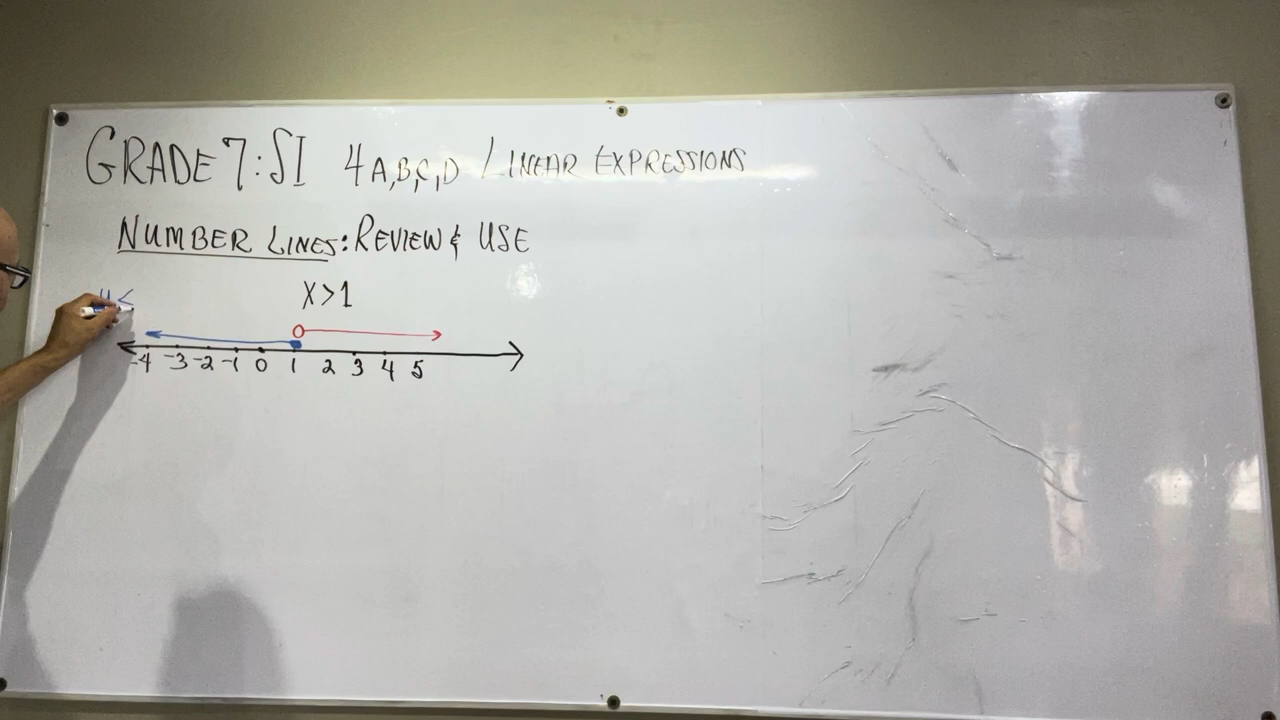 GRADE 7: SI 4A,B,C,D LINEAR EXPRESSIONS
NUMBER LINES: REVIEW & USE
X > 1
-4 -3 -2 -1 0 1 2 3 4 5